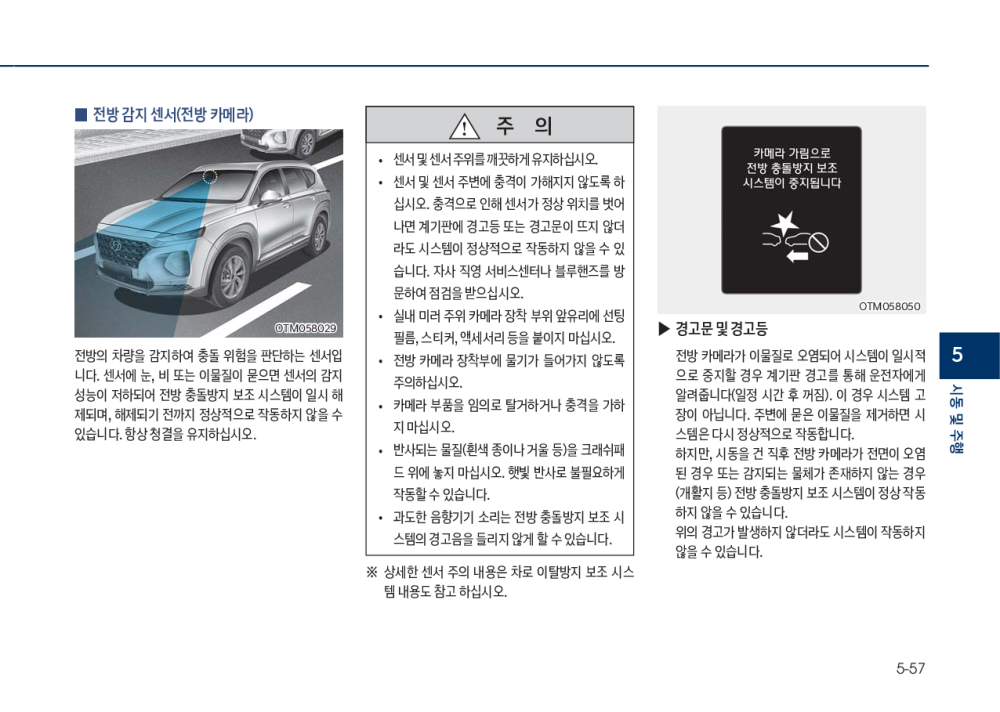 ■ 전방 감지 센서(전방 카메라)
OTM058029
전방의 차량을 감지하여 충돌 위험을 판단하는 센서입
니다. 센서에 눈, 비 또는 이물질이 묻으면 센서의 감지
성능이 저하되어 전방 충돌방지 보조 시스템이 일시 해
제되며, 해제되기 전까지 정상적으로 작동하지 않을 수
있습니다. 항상 청결을 유지하십시오.
주 의
• 센서 및 센서 주위를 깨끗하게 유지하십시오.
• 센서 및 센서 주변에 충격이 가해지지 않도록 하
십시오. 충격으로 인해 센서가 정상 위치를 벗어
나면 계기판에 경고등 또는 경고문이 뜨지 않더
라도 시스템이 정상적으로 작동하지 않을 수 있
습니다. 자사 직영 서비스센터나 블루핸즈를 방
문하여 점검을 받으십시오.
• 실내 미러 주위 카메라 장착 부위 앞유리에 선팅
필름, 스티커, 액세서리 등을 붙이지 마십시오.
• 전방 카메라 장착부에 물기가 들어가지 않도록
주의하십시오.
• 카메라 부품을 임의로 탈거하거나 충격을 가하
지 마십시오.
• 반사되는 물질(흰색 종이나 거울 등)을 크래쉬패
드 위에 놓지 마십시오. 햇빛 반사로 불필요하게
작동할 수 있습니다.
• 과도한 음향기기 소리는 전방 충돌방지 보조 시
스템의 경고음을 들리지 않게 할 수 있습니다.
※ 상세한 센서 주의 내용은 차로 이탈방지 보조 시스
템 내용도 참고 하십시오.
카메라 가림으로
전방 충돌방지 보조
시스템이 중지됩니다
OTM058050
▶ 경고문 및 경고등
전방 카메라가 이물질로 오염되어 시스템이 일시적
으로 중지할 경우 계기판 경고를 통해 운전자에게
알려줍니다(일정 시간 후 꺼짐). 이 경우 시스템 고
장이 아닙니다. 주변에 묻은 이물질을 제거하면 시
스템은 다시 정상적으로 작동합니다.
하지만, 시동을 건 직후 전방 카메라가 전면이 오염
된 경우 또는 감지되는 물체가 존재하지 않는 경우
(개활지 등) 전방 충돌방지 보조 시스템이 정상 작동
하지 않을 수 있습니다.
위의 경고가 발생하지 않더라도 시스템이 작동하지
않을 수 있습니다.
5
시동 및 주행
5-57